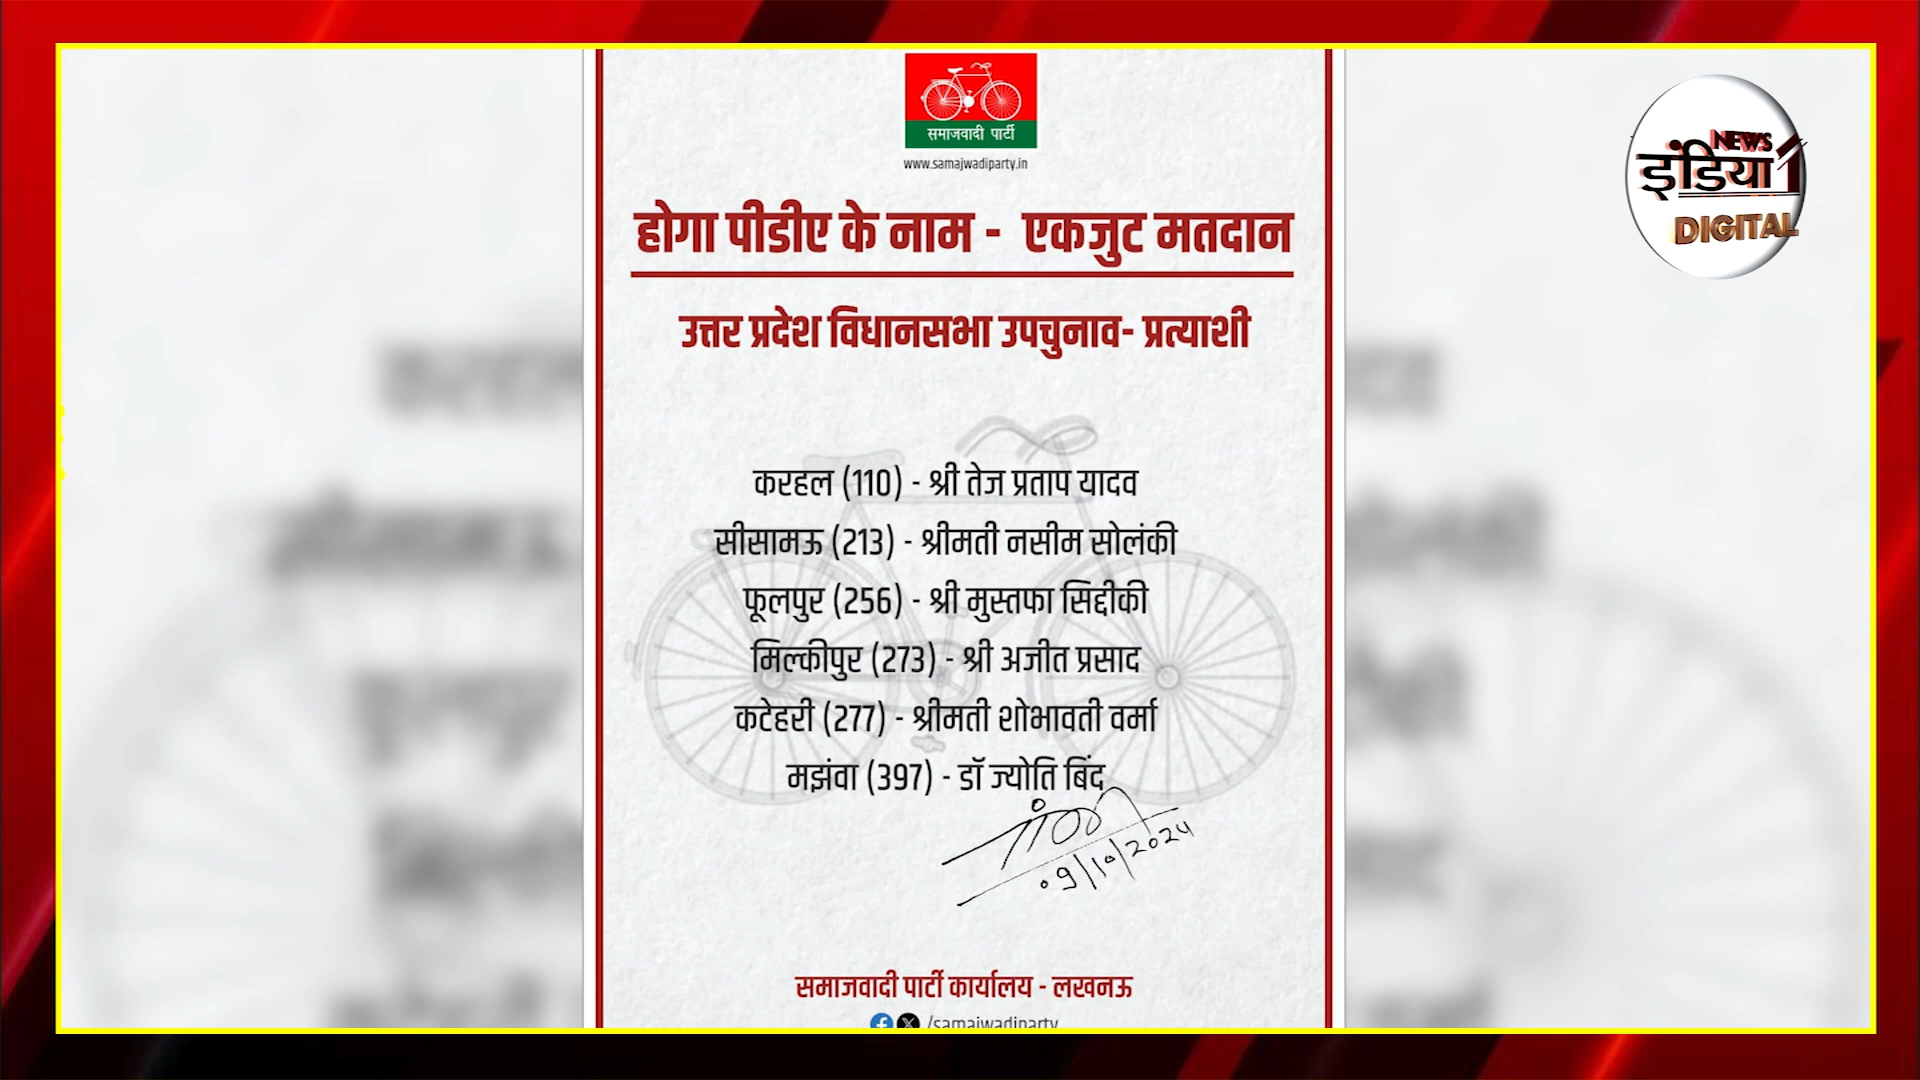 समाजवादी पार्टी
www.samajwadiparty.in
NEWS
इंडिया 1
DIGITAL
होगा पीडीए के नाम - एकजुट मतदान
उत्तर प्रदेश विधानसभा उपचुनाव- प्रत्याशी
करहल (110) - श्री तेज प्रताप यादव
सीसामऊ (213) - श्रीमती नसीम सोलंकी
फूलपुर (256) - श्री मुस्तफा सिद्दीकी
मिल्कीपुर (273) - श्री अजीत प्रसाद
कटेहरी (277) - श्रीमती शोभावती वर्मा
मझंवा (397) - डॉ ज्योति बिंद
09/10/2024
समाजवादी पार्टी कार्यालय - लखनऊ
/samajwadiparty